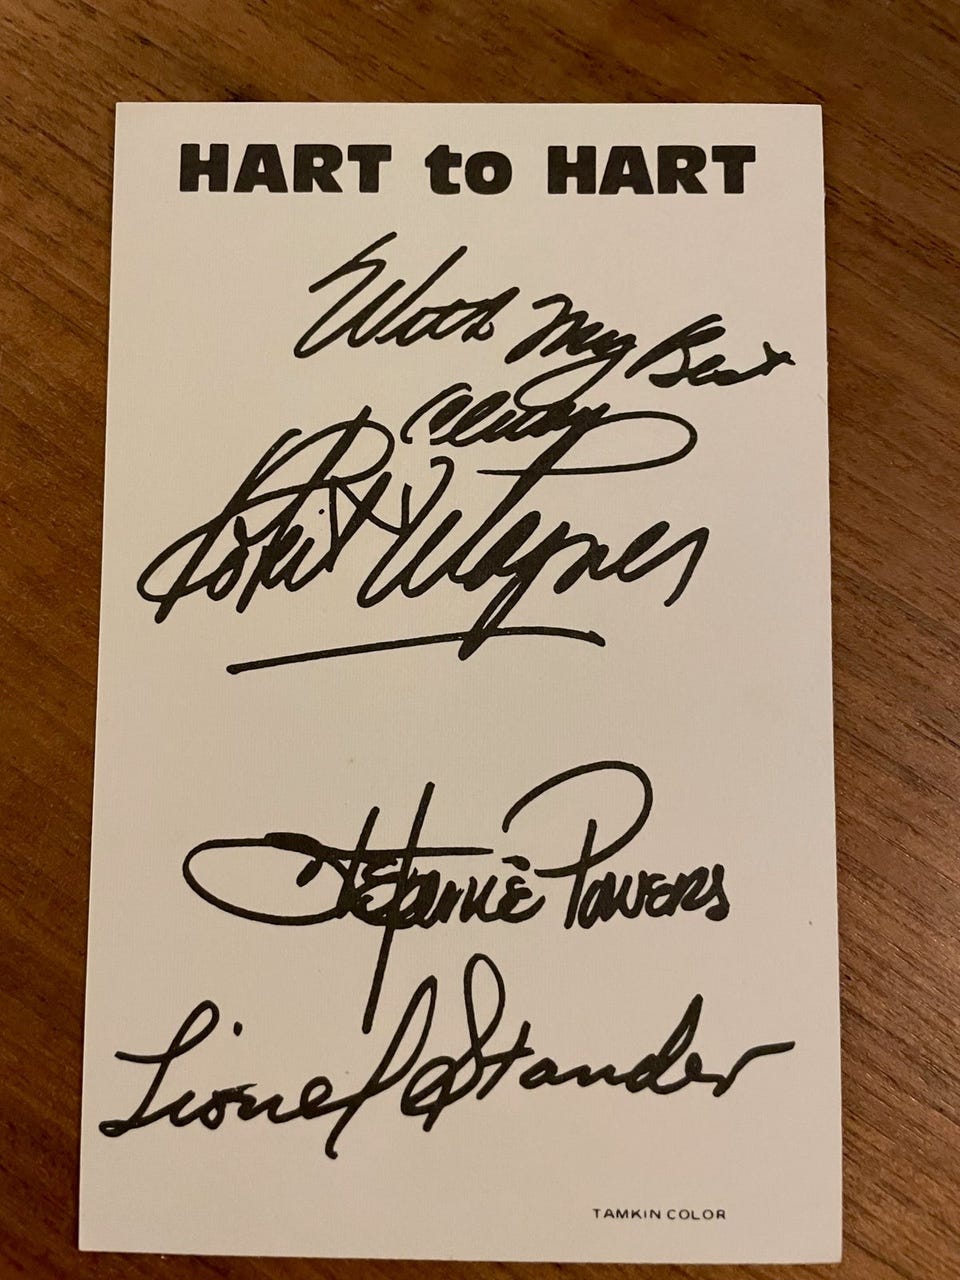 HART to HART
With My Best
always
Robert Wagner
Stefanie Powers
Lionel Stander
TAMKIN COLOR